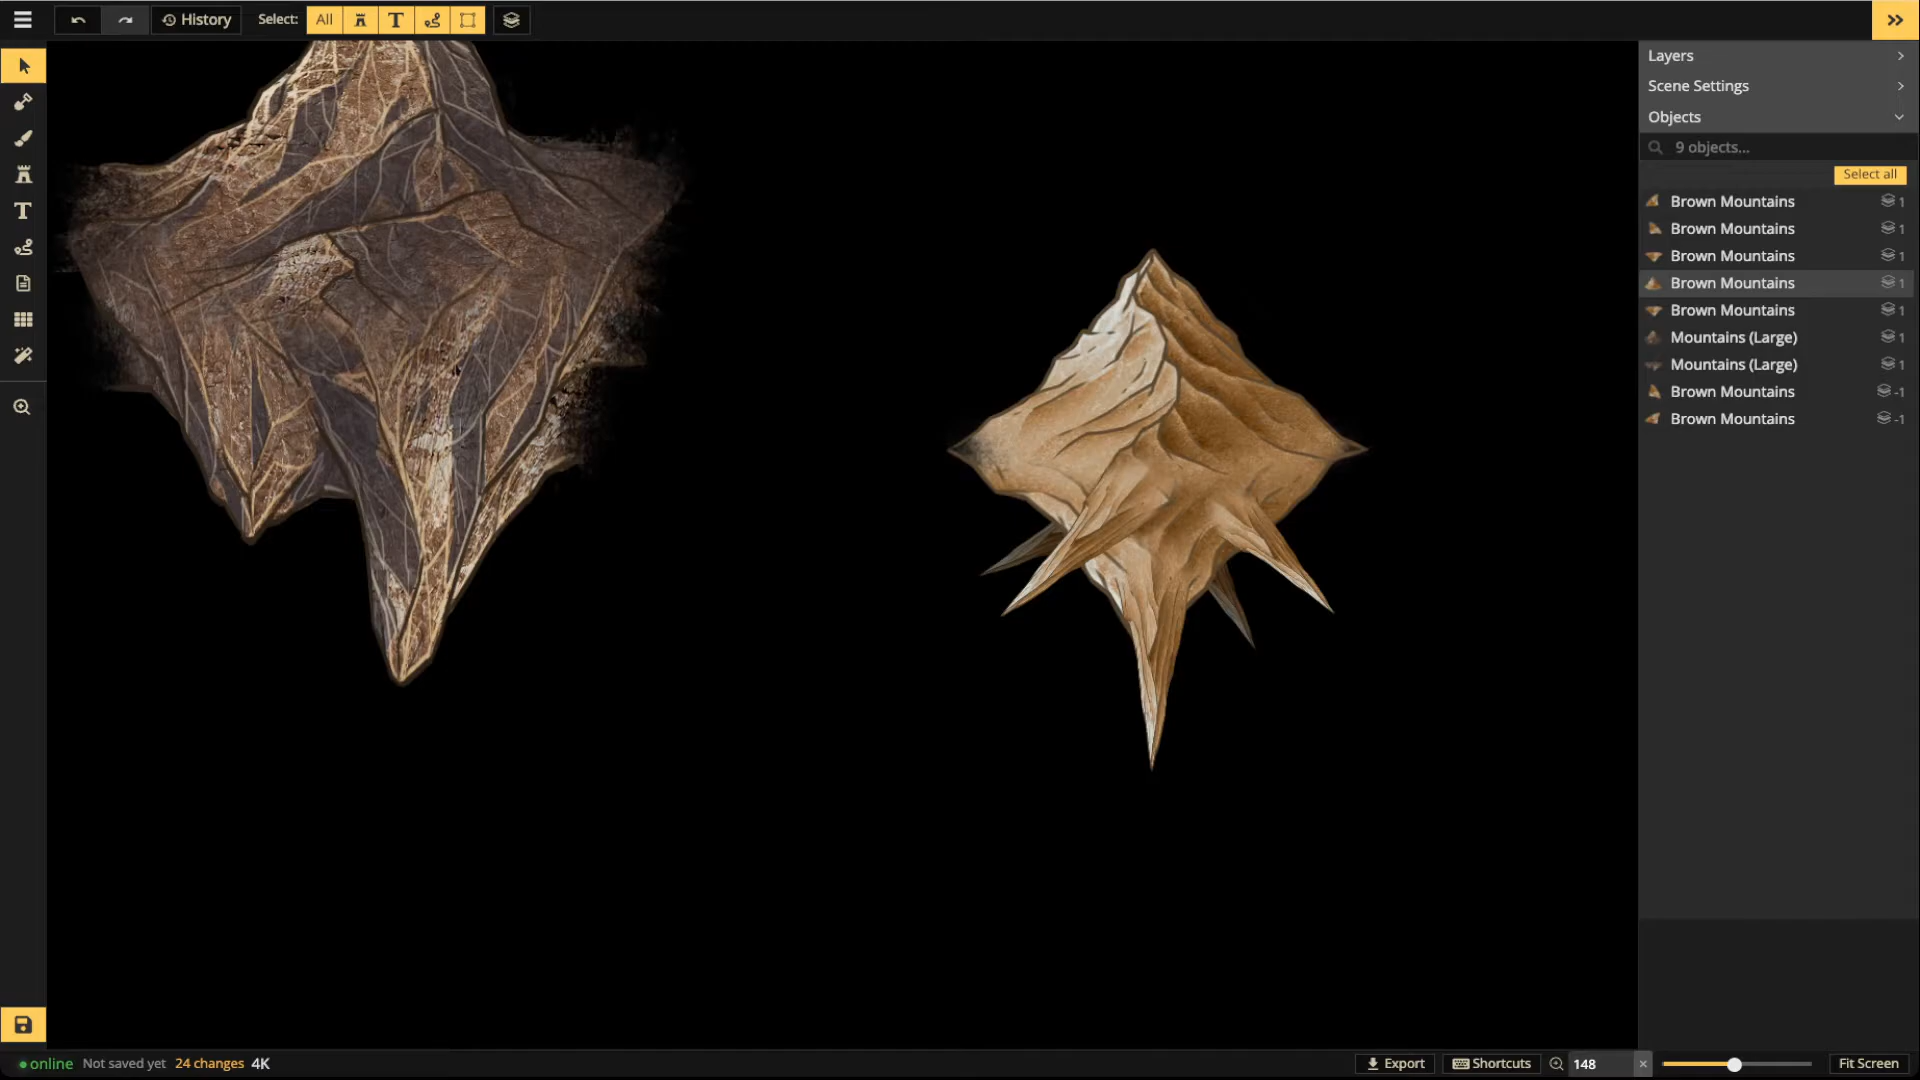 History Select: All
Layers
Scene Settings
Objects
9 objects...
Select all
Brown Mountains 1
Brown Mountains 1
Brown Mountains 1
Brown Mountains 1
Brown Mountains 1
Mountains (Large) 1
Mountains (Large) 1
Brown Mountains -1
Brown Mountains -1
online Not saved yet 24 changes 4K Export Shortcuts 148 × Fit Screen